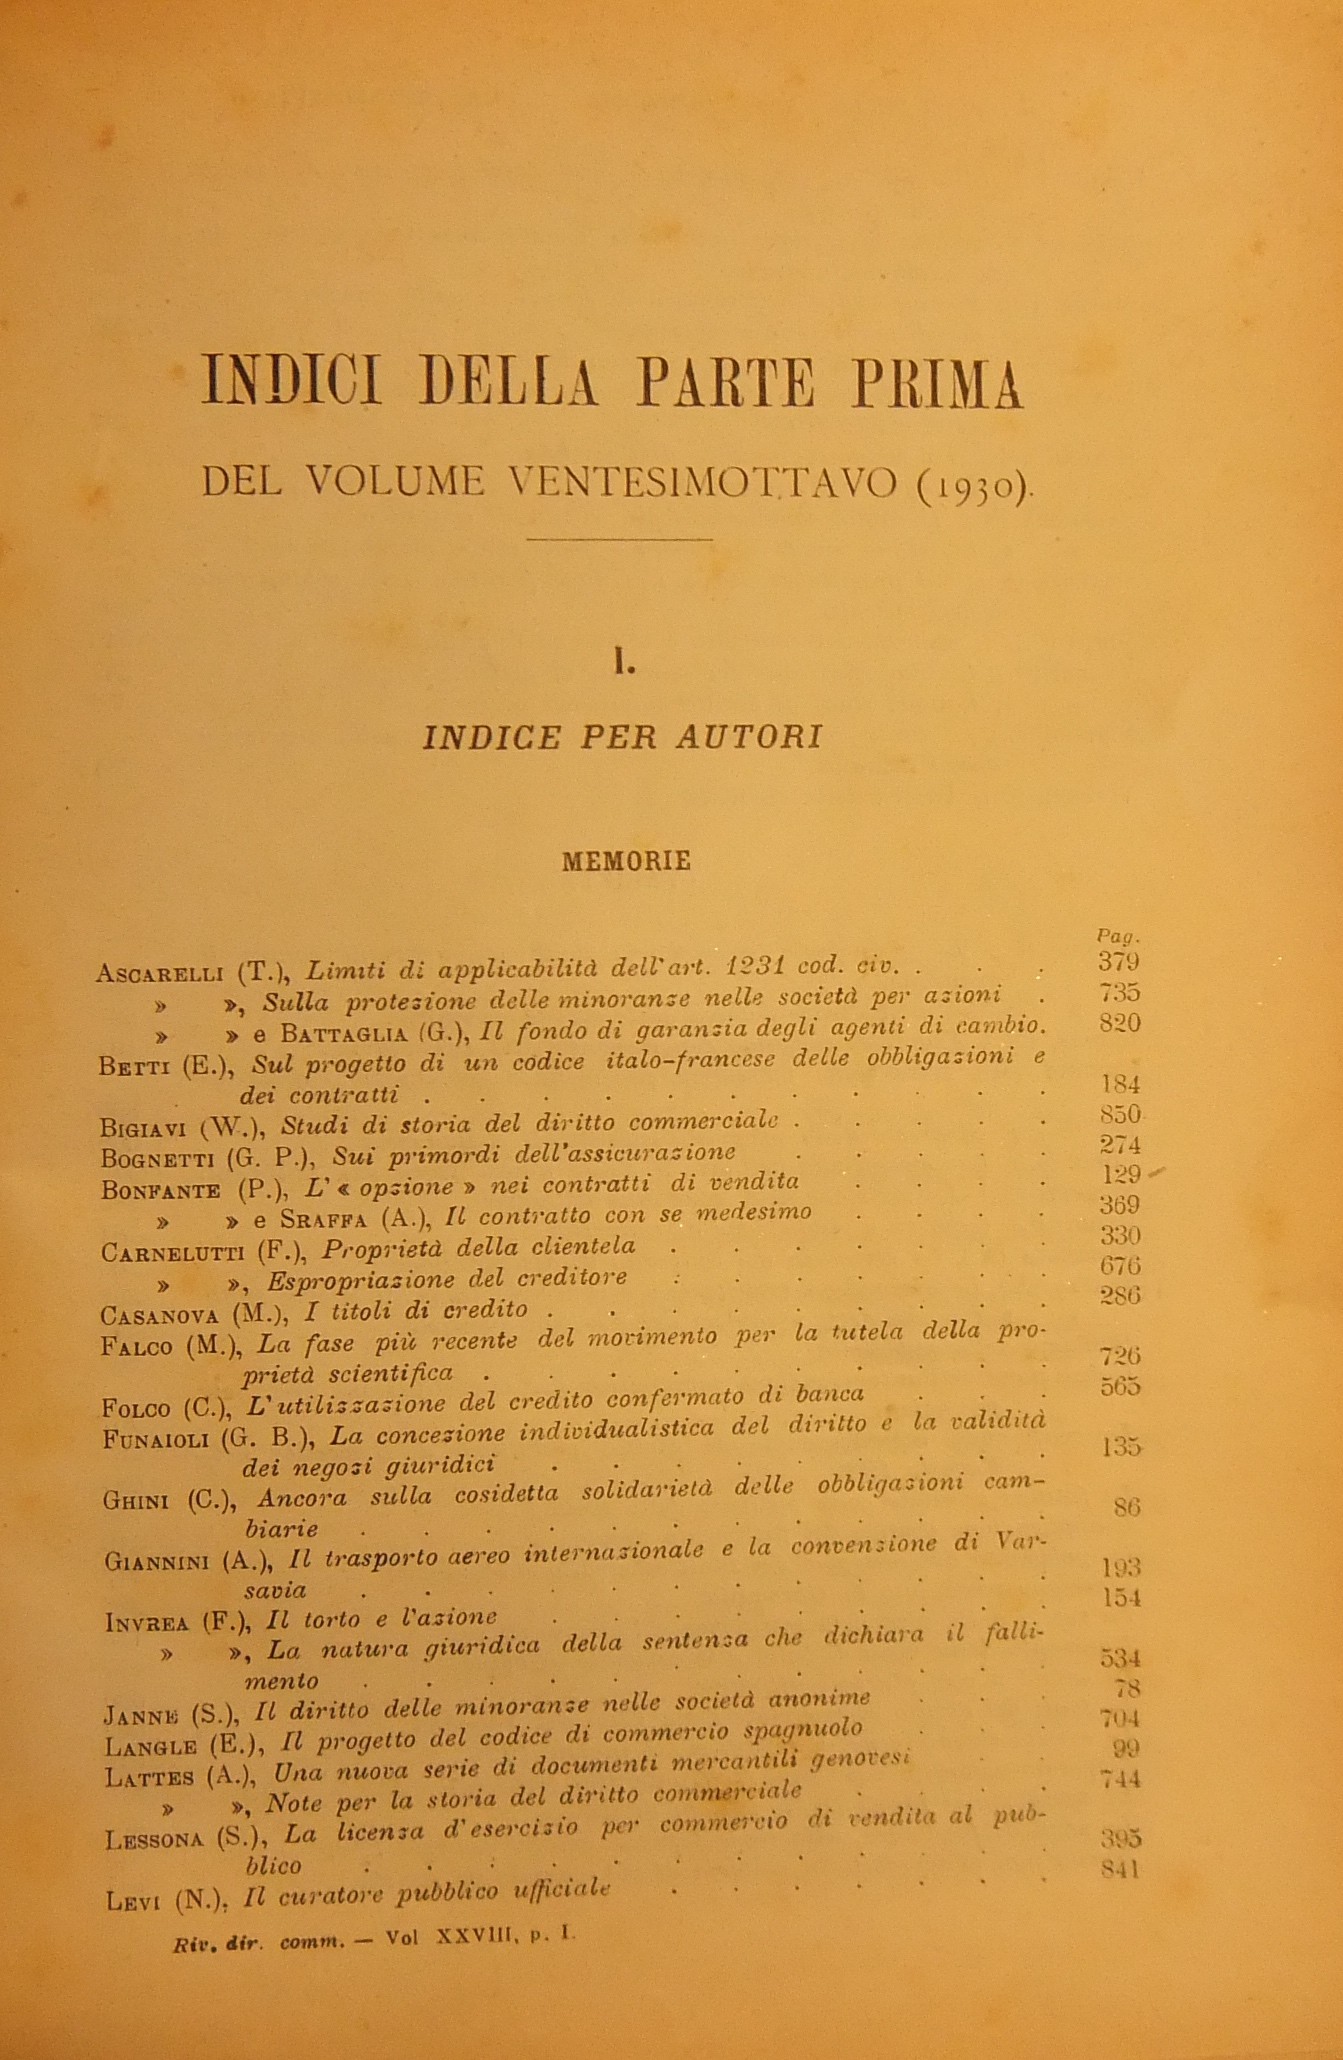 INDICI DELLA PARTE PRIMA
DEL VOLUME VENTESIMOTTAVO (1930).
I.
INDICE PER AUTORI
MEMORIE
Pag.
ASCARELLI (T.), Limiti di applicabilità dell'art. 1231 cod. civ. . . . 379
» », Sulla protezione delle minoranze nelle società per azioni . 735
» » e BATTAGLIA (G.), Il fondo di garanzia degli agenti di cambio. 820
BETTI (E.), Sul progetto di un codice italo-francese delle obbligazioni e
dei contratti . . . . . . . . . . . 184
BIGIAVI (W.), Studi di storia del diritto commerciale . . . . . 850
BOGNETTI (G. P.), Sui primordi dell'assicurazione . . . . . 274
BONFANTE (P.), L' « opzione » nei contratti di vendita . . . . 129
» » e SRAFFA (A.), Il contratto con se medesimo . . . . 369
CARNELUTTI (F.), Proprietà della clientela . . . . . . . 330
» », Espropriazione del creditore . . . . . . . 676
CASANOVA (M.), I titoli di credito . . . . . . . . . 286
FALCO (M.), La fase più recente del movimento per la tutela della pro-
prietà scientifica . . . . . . . . . . 726
FOLCO (C.), L'utilizzazione del credito confermato di banca . . . 565
FUNAIOLI (G. B.), La concezione individualistica del diritto e la validità
dei negozi giuridici . . . . . . . . . 135
GHINI (C.), Ancora sulla cosidetta solidarietà delle obbligazioni cam-
biarie . . . . . . . . . . . . 86
GIANNINI (A.), Il trasporto aereo internazionale e la convenzione di Var-
savia . . . . . . . . . . . . 193
INVREA (F.), Il torto e l'azione . . . . . . . . . 154
» », La natura giuridica della sentenza che dichiara il falli-
mento . . . . . . . . . . . . 534
JANNE (S.), Il diritto delle minoranze nelle società anonime . . . 78
LANGLE (E.), Il progetto del codice di commercio spagnuolo . . . 704
LATTES (A.), Una nuova serie di documenti mercantili genovesi . . 99
» », Note per la storia del diritto commerciale . . . . 744
LESSONA (S.), La licenza d'esercizio per commercio di vendita al pub-
blico . . . . . . . . . . . . 395
LEVI (N.), Il curatore pubblico ufficiale . . . . . . . 841
Riv. dir. comm. — Vol XXVIII, p. I.